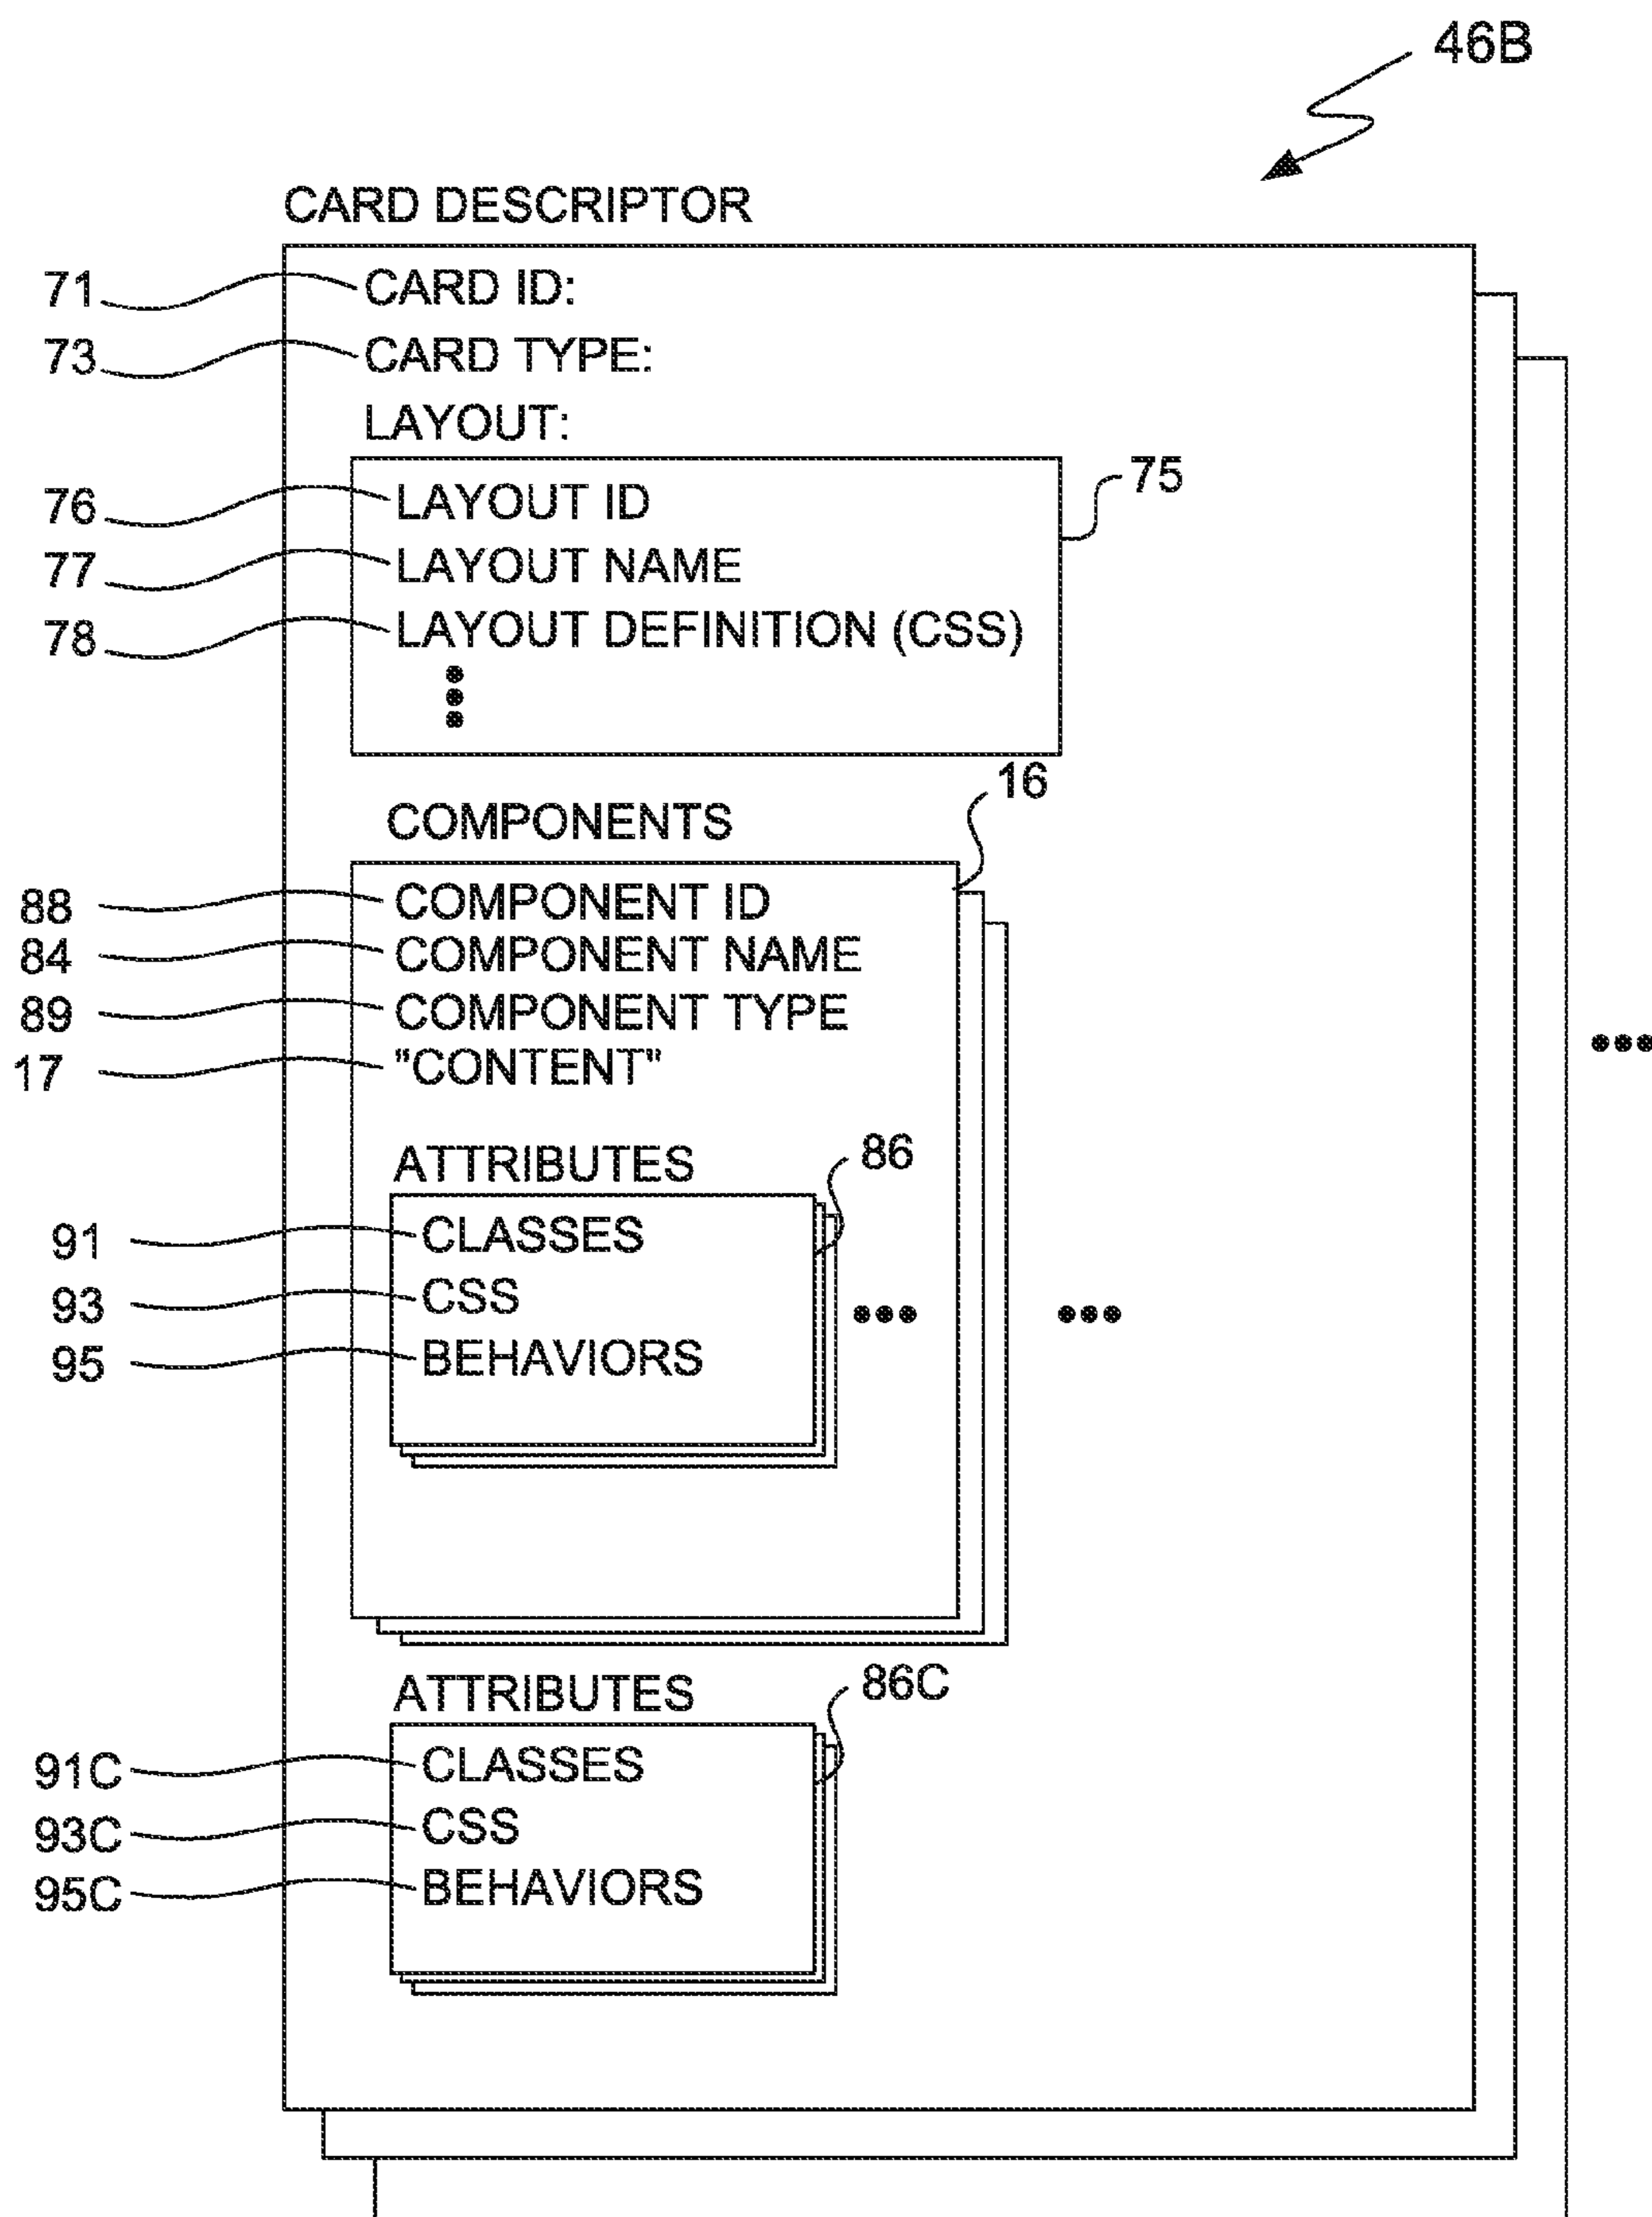 46B
CARD DESCRIPTOR
71 CARD ID:
73 CARD TYPE:
LAYOUT:
75
76 LAYOUT ID
77 LAYOUT NAME
78 LAYOUT DEFINITION (CSS)
16
COMPONENTS
88 COMPONENT ID
84 COMPONENT NAME
89 COMPONENT TYPE
17 "CONTENT"
ATTRIBUTES 86
91 CLASSES
93 CSS
95 BEHAVIORS
ATTRIBUTES 86C
91C CLASSES
93C CSS
95C BEHAVIORS